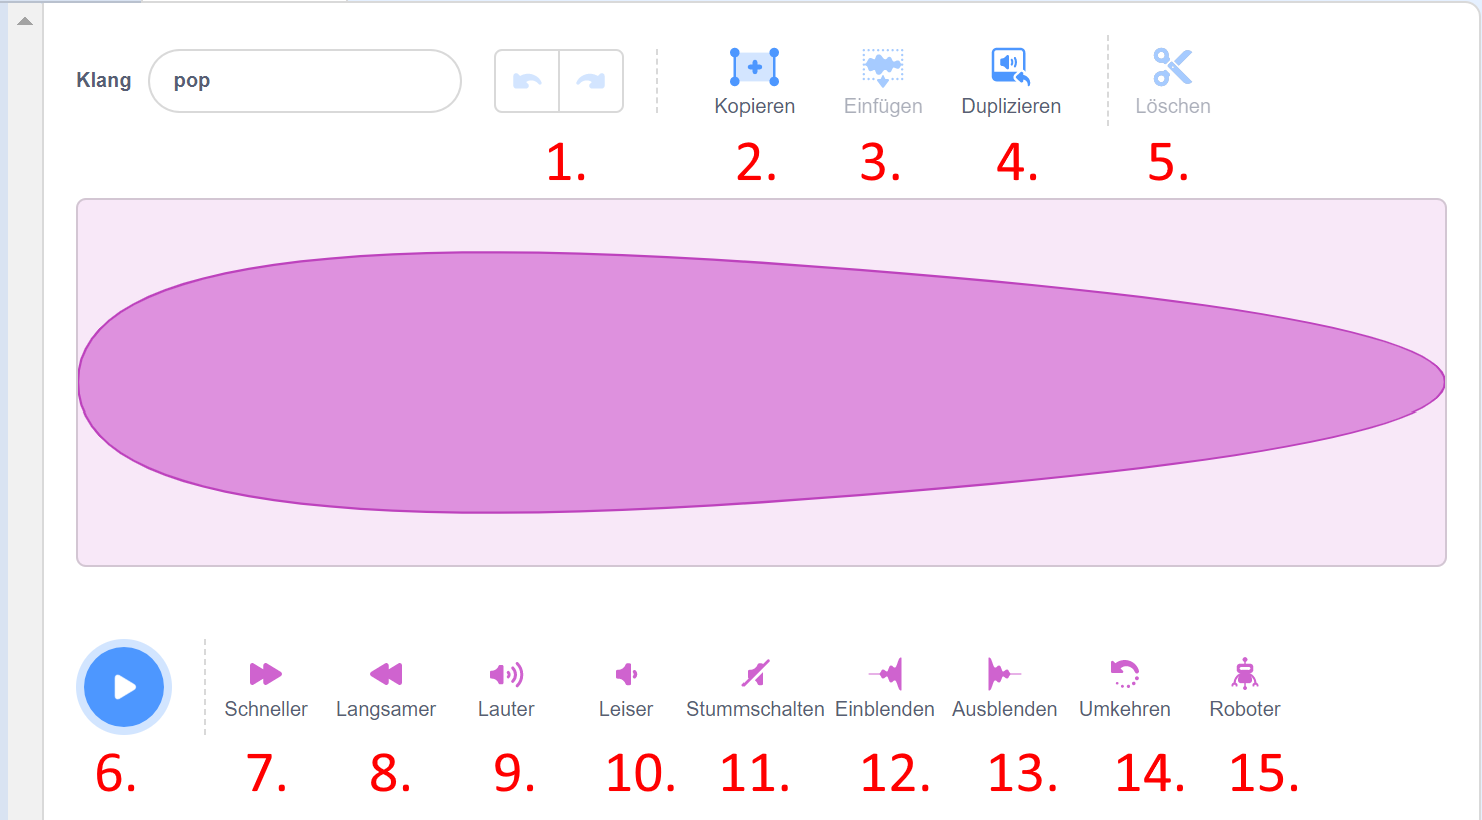 Klang pop
Kopieren Einfügen Duplizieren Löschen
1. 2. 3. 4. 5.
Schneller Langsamer Lauter Leiser Stummschalten Einblenden Ausblenden Umkehren Roboter
6. 7. 8. 9. 10. 11. 12. 13. 14. 15.